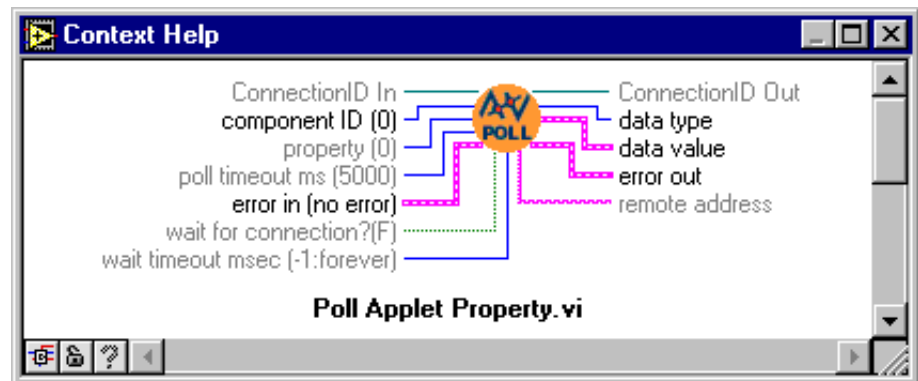 Context Help
ConnectionID In
component ID (0)
property (0)
poll timeout ms (5000)
error in (no error)
wait for connection?(F)
wait timeout msec (-1:forever)
POLL
ConnectionID Out
data type
data value
error out
remote address
Poll Applet Property.vi
?